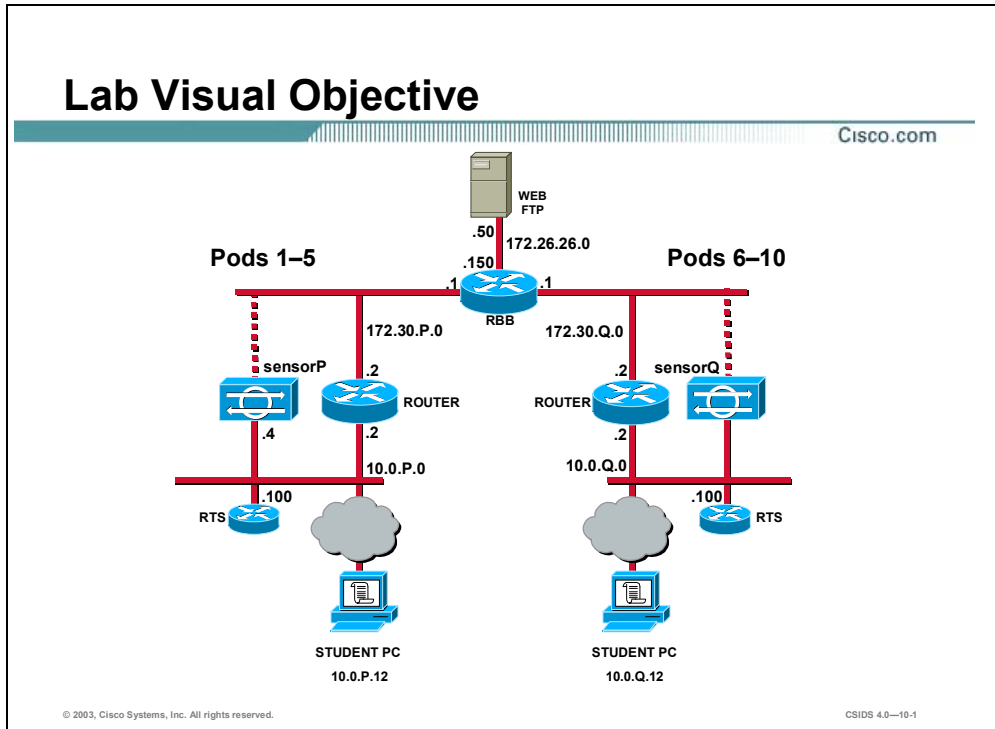 Lab Visual Objective
Cisco.com
WEB
FTP
.50
172.26.26.0
Pods 1–5
.150
Pods 6–10
.1
.1
RBB
172.30.P.0
172.30.Q.0
sensorP
.2
.2
sensorQ
ROUTER
ROUTER
.4
.2
.2
10.0.P.0
10.0.Q.0
.100
.100
RTS
RTS
STUDENT PC
STUDENT PC
10.0.P.12
10.0.Q.12
© 2003, Cisco Systems, Inc. All rights reserved.
CSIDS 4.0—10-1